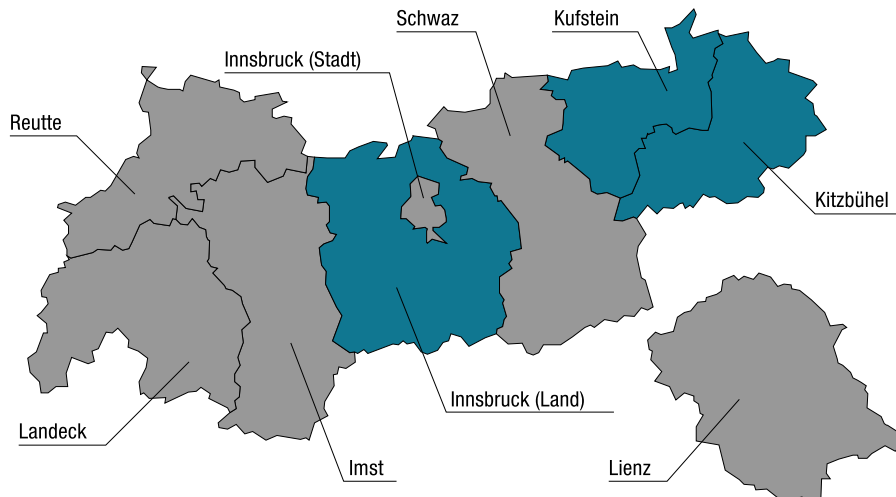 Schwaz
Kufstein
Innsbruck (Stadt)
Reutte
Kitzbühel
Innsbruck (Land)
Landeck
Imst
Lienz